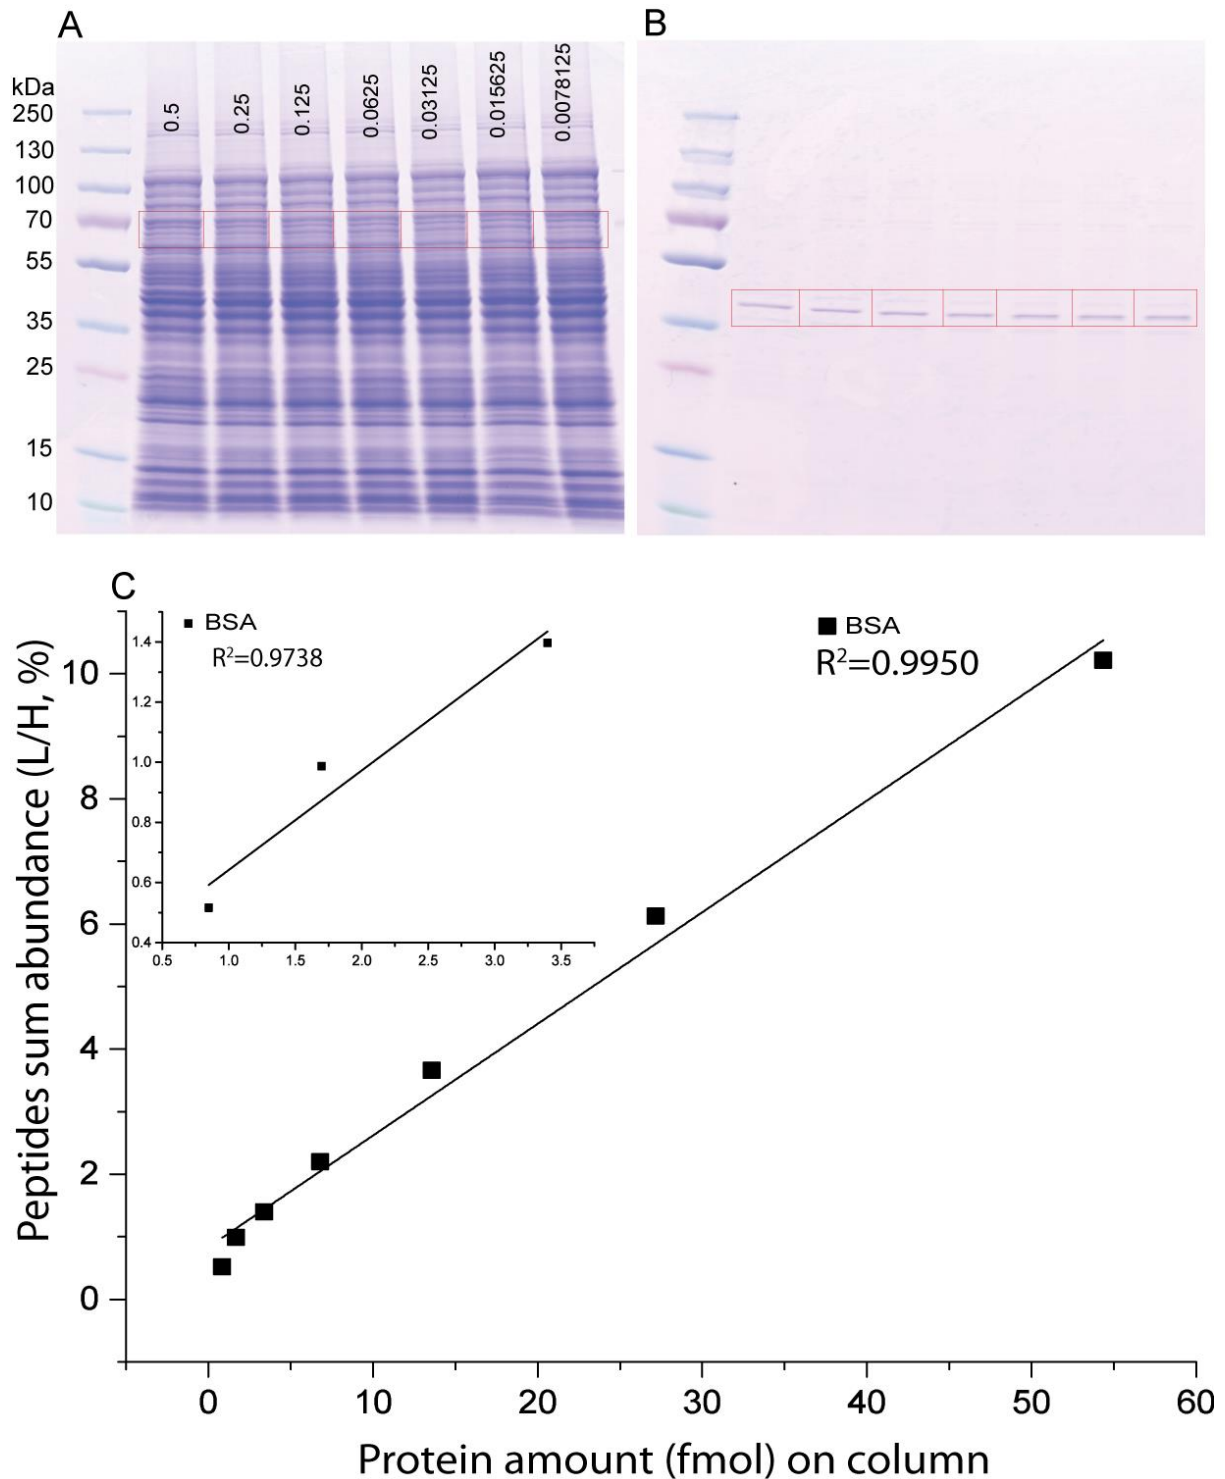 A
B
kDa
250
130
100
70
55
35
25
15
10
0.5
0.25
0.125
0.0625
0.03125
0.015625
0.0078125
C
BSA
R²=0.9738
1.4
1.2
1.0
0.8
0.6
0.4
0.5 1.0 1.5 2.0 2.5 3.0 3.5
BSA
R²=0.9950
Peptides sum abundance (L/H, %)
10
8
6
4
2
0
0 10 20 30 40 50 60
Protein amount (fmol) on column